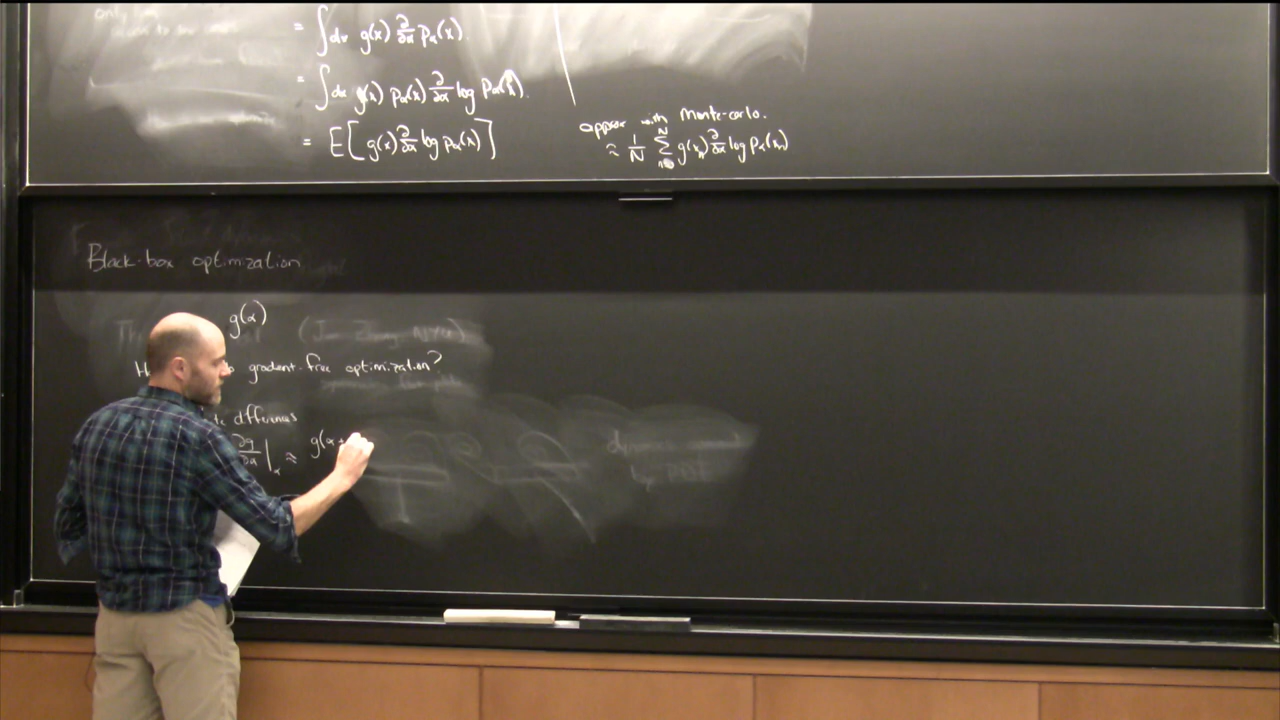 only
= ∫dx g(x) ∂/∂α pα(x).
= ∫dx g(x) pα(x) ∂/∂α log pα(x).
= E[g(x) ∂/∂α log pα(x)]
approx with Monte-carlo.
≈ 1/N Σ g(xn) ∂/∂α log pα(xn)
Black-box optimization
g(α)
gradient-free optimization?
differences
∂g/∂α |α ≈ g(α +